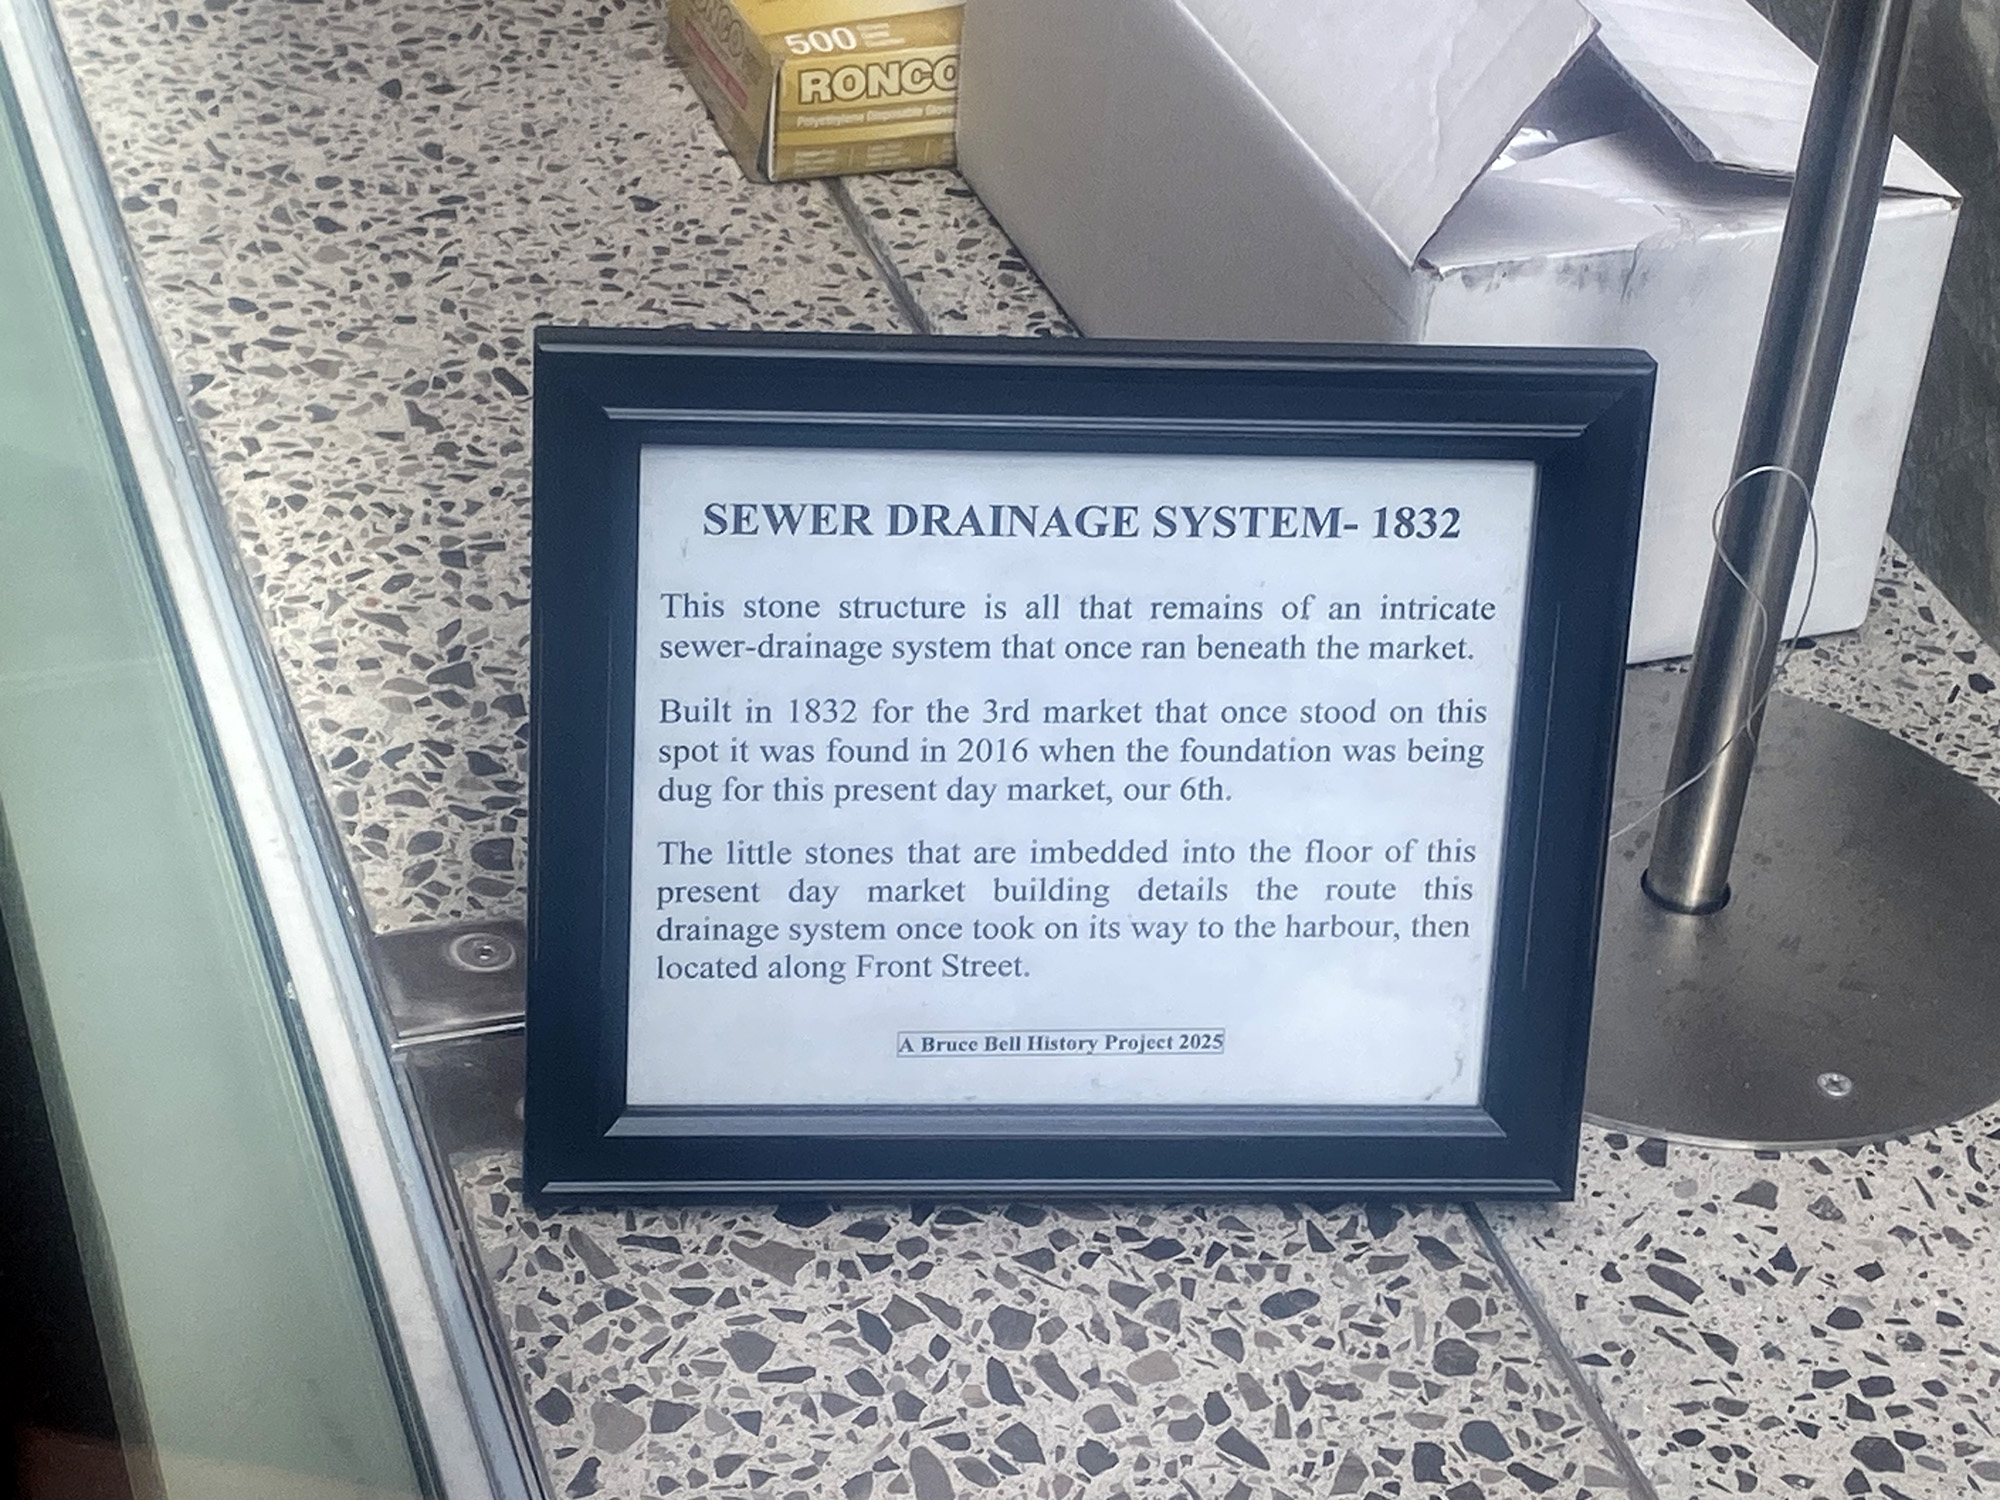 500
RONCO
Polyethylene Disposable Gloves
SEWER DRAINAGE SYSTEM- 1832
This stone structure is all that remains of an intricate
sewer-drainage system that once ran beneath the market.
Built in 1832 for the 3rd market that once stood on this
spot it was found in 2016 when the foundation was being
dug for this present day market, our 6th.
The little stones that are imbedded into the floor of this
present day market building details the route this
drainage system once took on its way to the harbour, then
located along Front Street.
A Bruce Bell History Project 2025